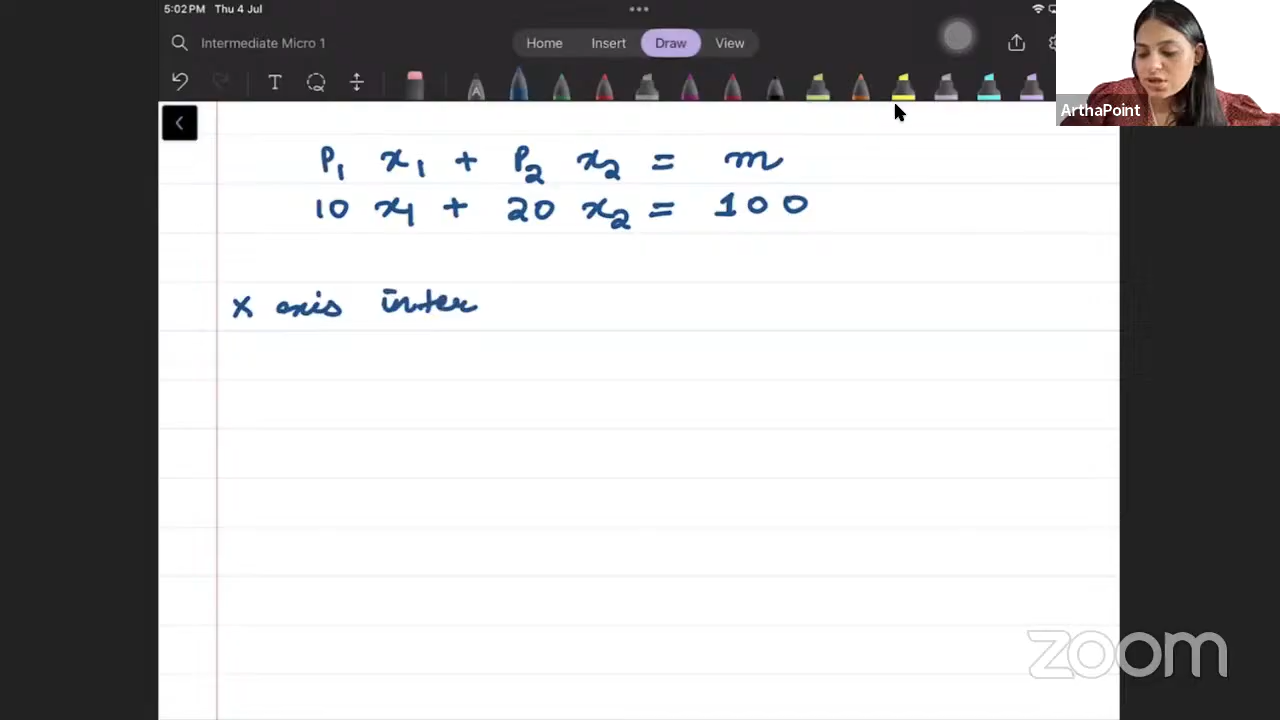 5:02 PM Thu 4 Jul
Intermediate Micro 1
Home Insert Draw View
ArthaPoint
P₁ x₁ + P₂ x₂ = m
10 x₁ + 20 x₂ = 100
X axis inter
zoom